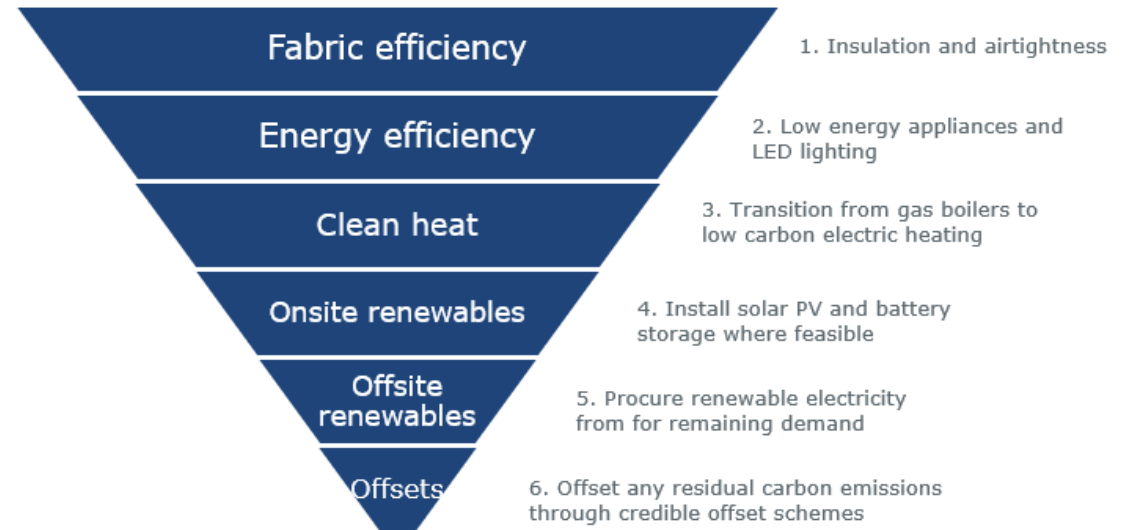 Fabric efficiency
1. Insulation and airtightness
Energy efficiency
2. Low energy appliances and
LED lighting
Clean heat
3. Transition from gas boilers to
low carbon electric heating
Onsite renewables
4. Install solar PV and battery
storage where feasible
Offsite
renewables
5. Procure renewable electricity
from for remaining demand
Offsets
6. Offset any residual carbon emissions
through credible offset schemes